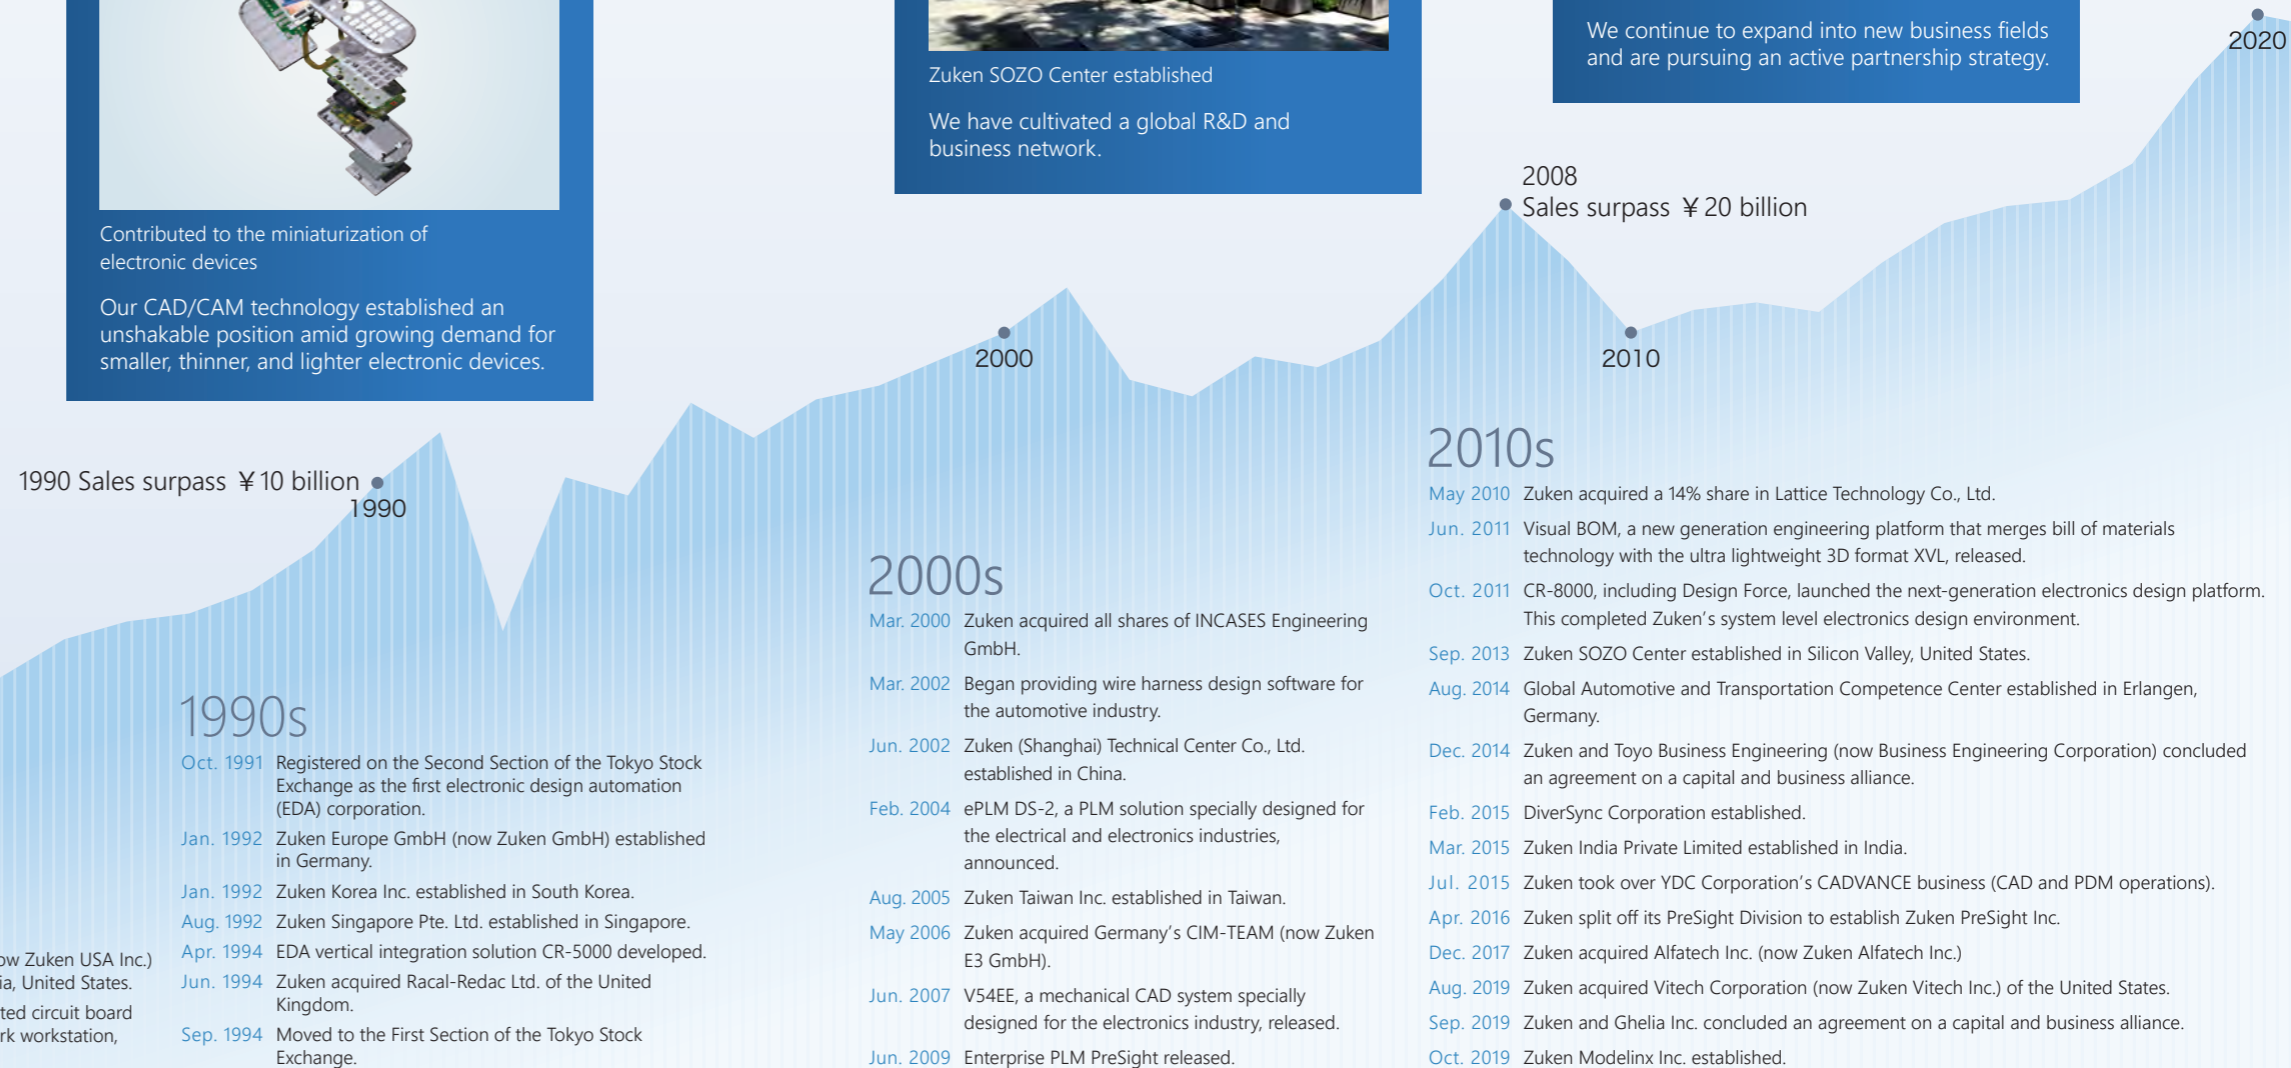 Contributed to the miniaturization of
electronic devices
Our CAD/CAM technology established an
unshakable position amid growing demand for
smaller, thinner, and lighter electronic devices.
Zuken SOZO Center established
We have cultivated a global R&D and
business network.
We continue to expand into new business fields
and are pursuing an active partnership strategy.
2020
2008
Sales surpass ¥ 20 billion
2000
2010
1990 Sales surpass ¥ 10 billion
1990
ow Zuken USA Inc.)
ia, United States.
ted circuit board
rk workstation,
1990s
Oct. 1991 Registered on the Second Section of the Tokyo Stock
Exchange as the first electronic design automation
(EDA) corporation.
Jan. 1992 Zuken Europe GmbH (now Zuken GmbH) established
in Germany.
Jan. 1992 Zuken Korea Inc. established in South Korea.
Aug. 1992 Zuken Singapore Pte. Ltd. established in Singapore.
Apr. 1994 EDA vertical integration solution CR-5000 developed.
Jun. 1994 Zuken acquired Racal-Redac Ltd. of the United
Kingdom.
Sep. 1994 Moved to the First Section of the Tokyo Stock
Exchange.
2000s
Mar. 2000 Zuken acquired all shares of INCASES Engineering
GmbH.
Mar. 2002 Began providing wire harness design software for
the automotive industry.
Jun. 2002 Zuken (Shanghai) Technical Center Co., Ltd.
established in China.
Feb. 2004 ePLM DS-2, a PLM solution specially designed for
the electrical and electronics industries,
announced.
Aug. 2005 Zuken Taiwan Inc. established in Taiwan.
May 2006 Zuken acquired Germany's CIM-TEAM (now Zuken
E3 GmbH).
Jun. 2007 V54EE, a mechanical CAD system specially
designed for the electronics industry, released.
Jun. 2009 Enterprise PLM PreSight released.
2010s
May 2010 Zuken acquired a 14% share in Lattice Technology Co., Ltd.
Jun. 2011 Visual BOM, a new generation engineering platform that merges bill of materials
technology with the ultra lightweight 3D format XVL, released.
Oct. 2011 CR-8000, including Design Force, launched the next-generation electronics design platform.
This completed Zuken's system level electronics design environment.
Sep. 2013 Zuken SOZO Center established in Silicon Valley, United States.
Aug. 2014 Global Automotive and Transportation Competence Center established in Erlangen,
Germany.
Dec. 2014 Zuken and Toyo Business Engineering (now Business Engineering Corporation) concluded
an agreement on a capital and business alliance.
Feb. 2015 DiverSync Corporation established.
Mar. 2015 Zuken India Private Limited established in India.
Jul. 2015 Zuken took over YDC Corporation's CADVANCE business (CAD and PDM operations).
Apr. 2016 Zuken split off its PreSight Division to establish Zuken PreSight Inc.
Dec. 2017 Zuken acquired Alfatech Inc. (now Zuken Alfatech Inc.)
Aug. 2019 Zuken acquired Vitech Corporation (now Zuken Vitech Inc.) of the United States.
Sep. 2019 Zuken and Ghelia Inc. concluded an agreement on a capital and business alliance.
Oct. 2019 Zuken Modelinx Inc. established.